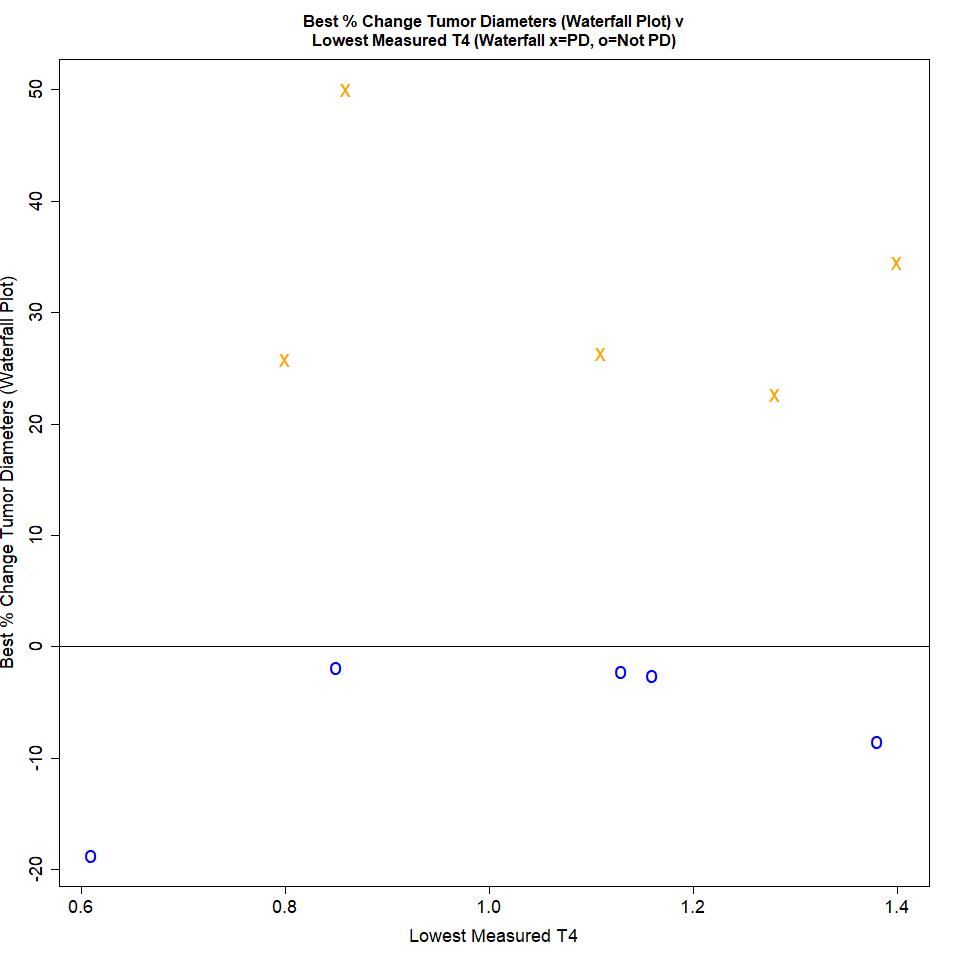 Best % Change Tumor Diameters (Waterfall Plot) v
Lowest Measured T4 (Waterfall x=PD, o=Not PD)
Best % Change Tumor Diameters (Waterfall Plot)
50
40
30
20
10
0
-10
-20
X
X
X
X
X
O
O
O
O
O
0.6 0.8 1.0 1.2 1.4
Lowest Measured T4